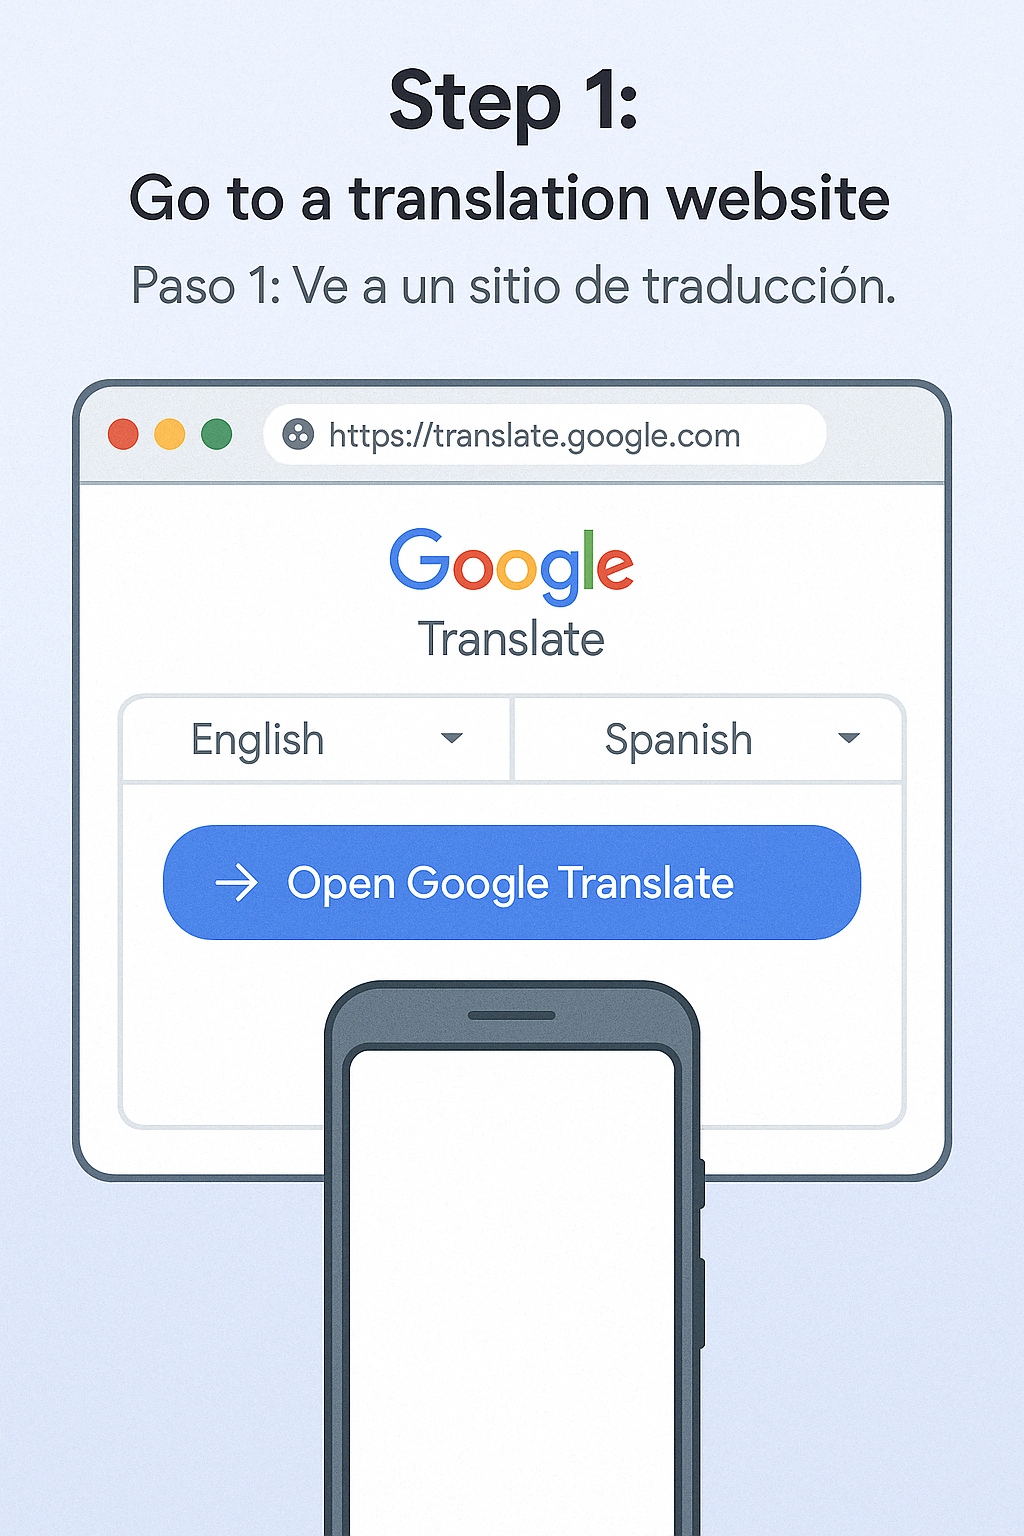 Step 1:
Go to a translation website
Paso 1: Ve a un sitio de traducción.
https://translate.google.com
Google
Translate
English
Spanish
Open Google Translate